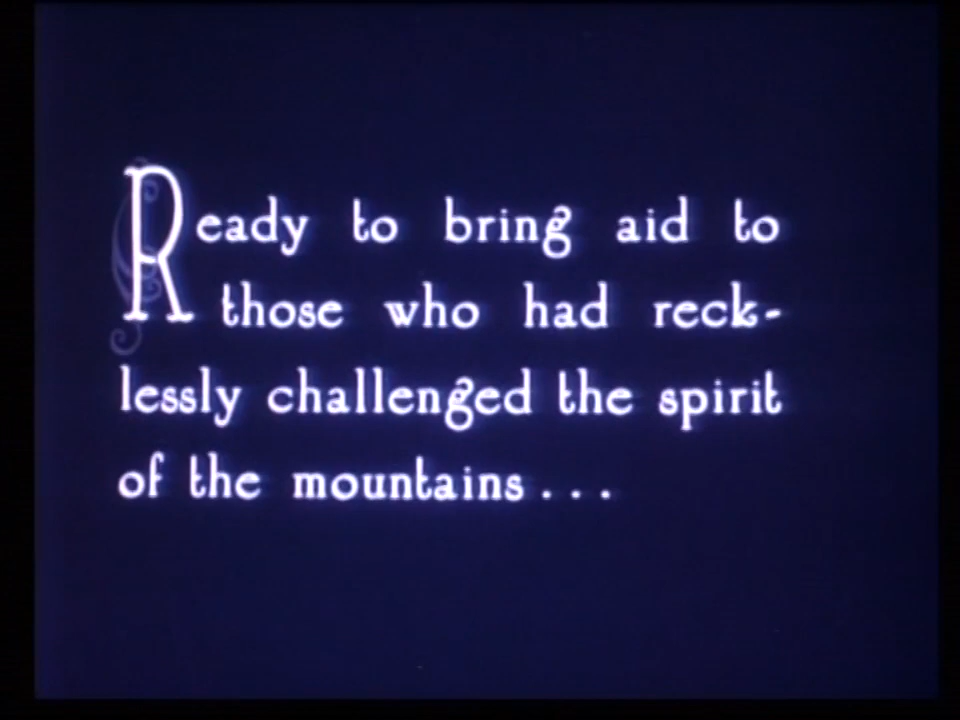 Ready to bring aid to
those who had reck-
lessly challenged the spirit
of the mountains...